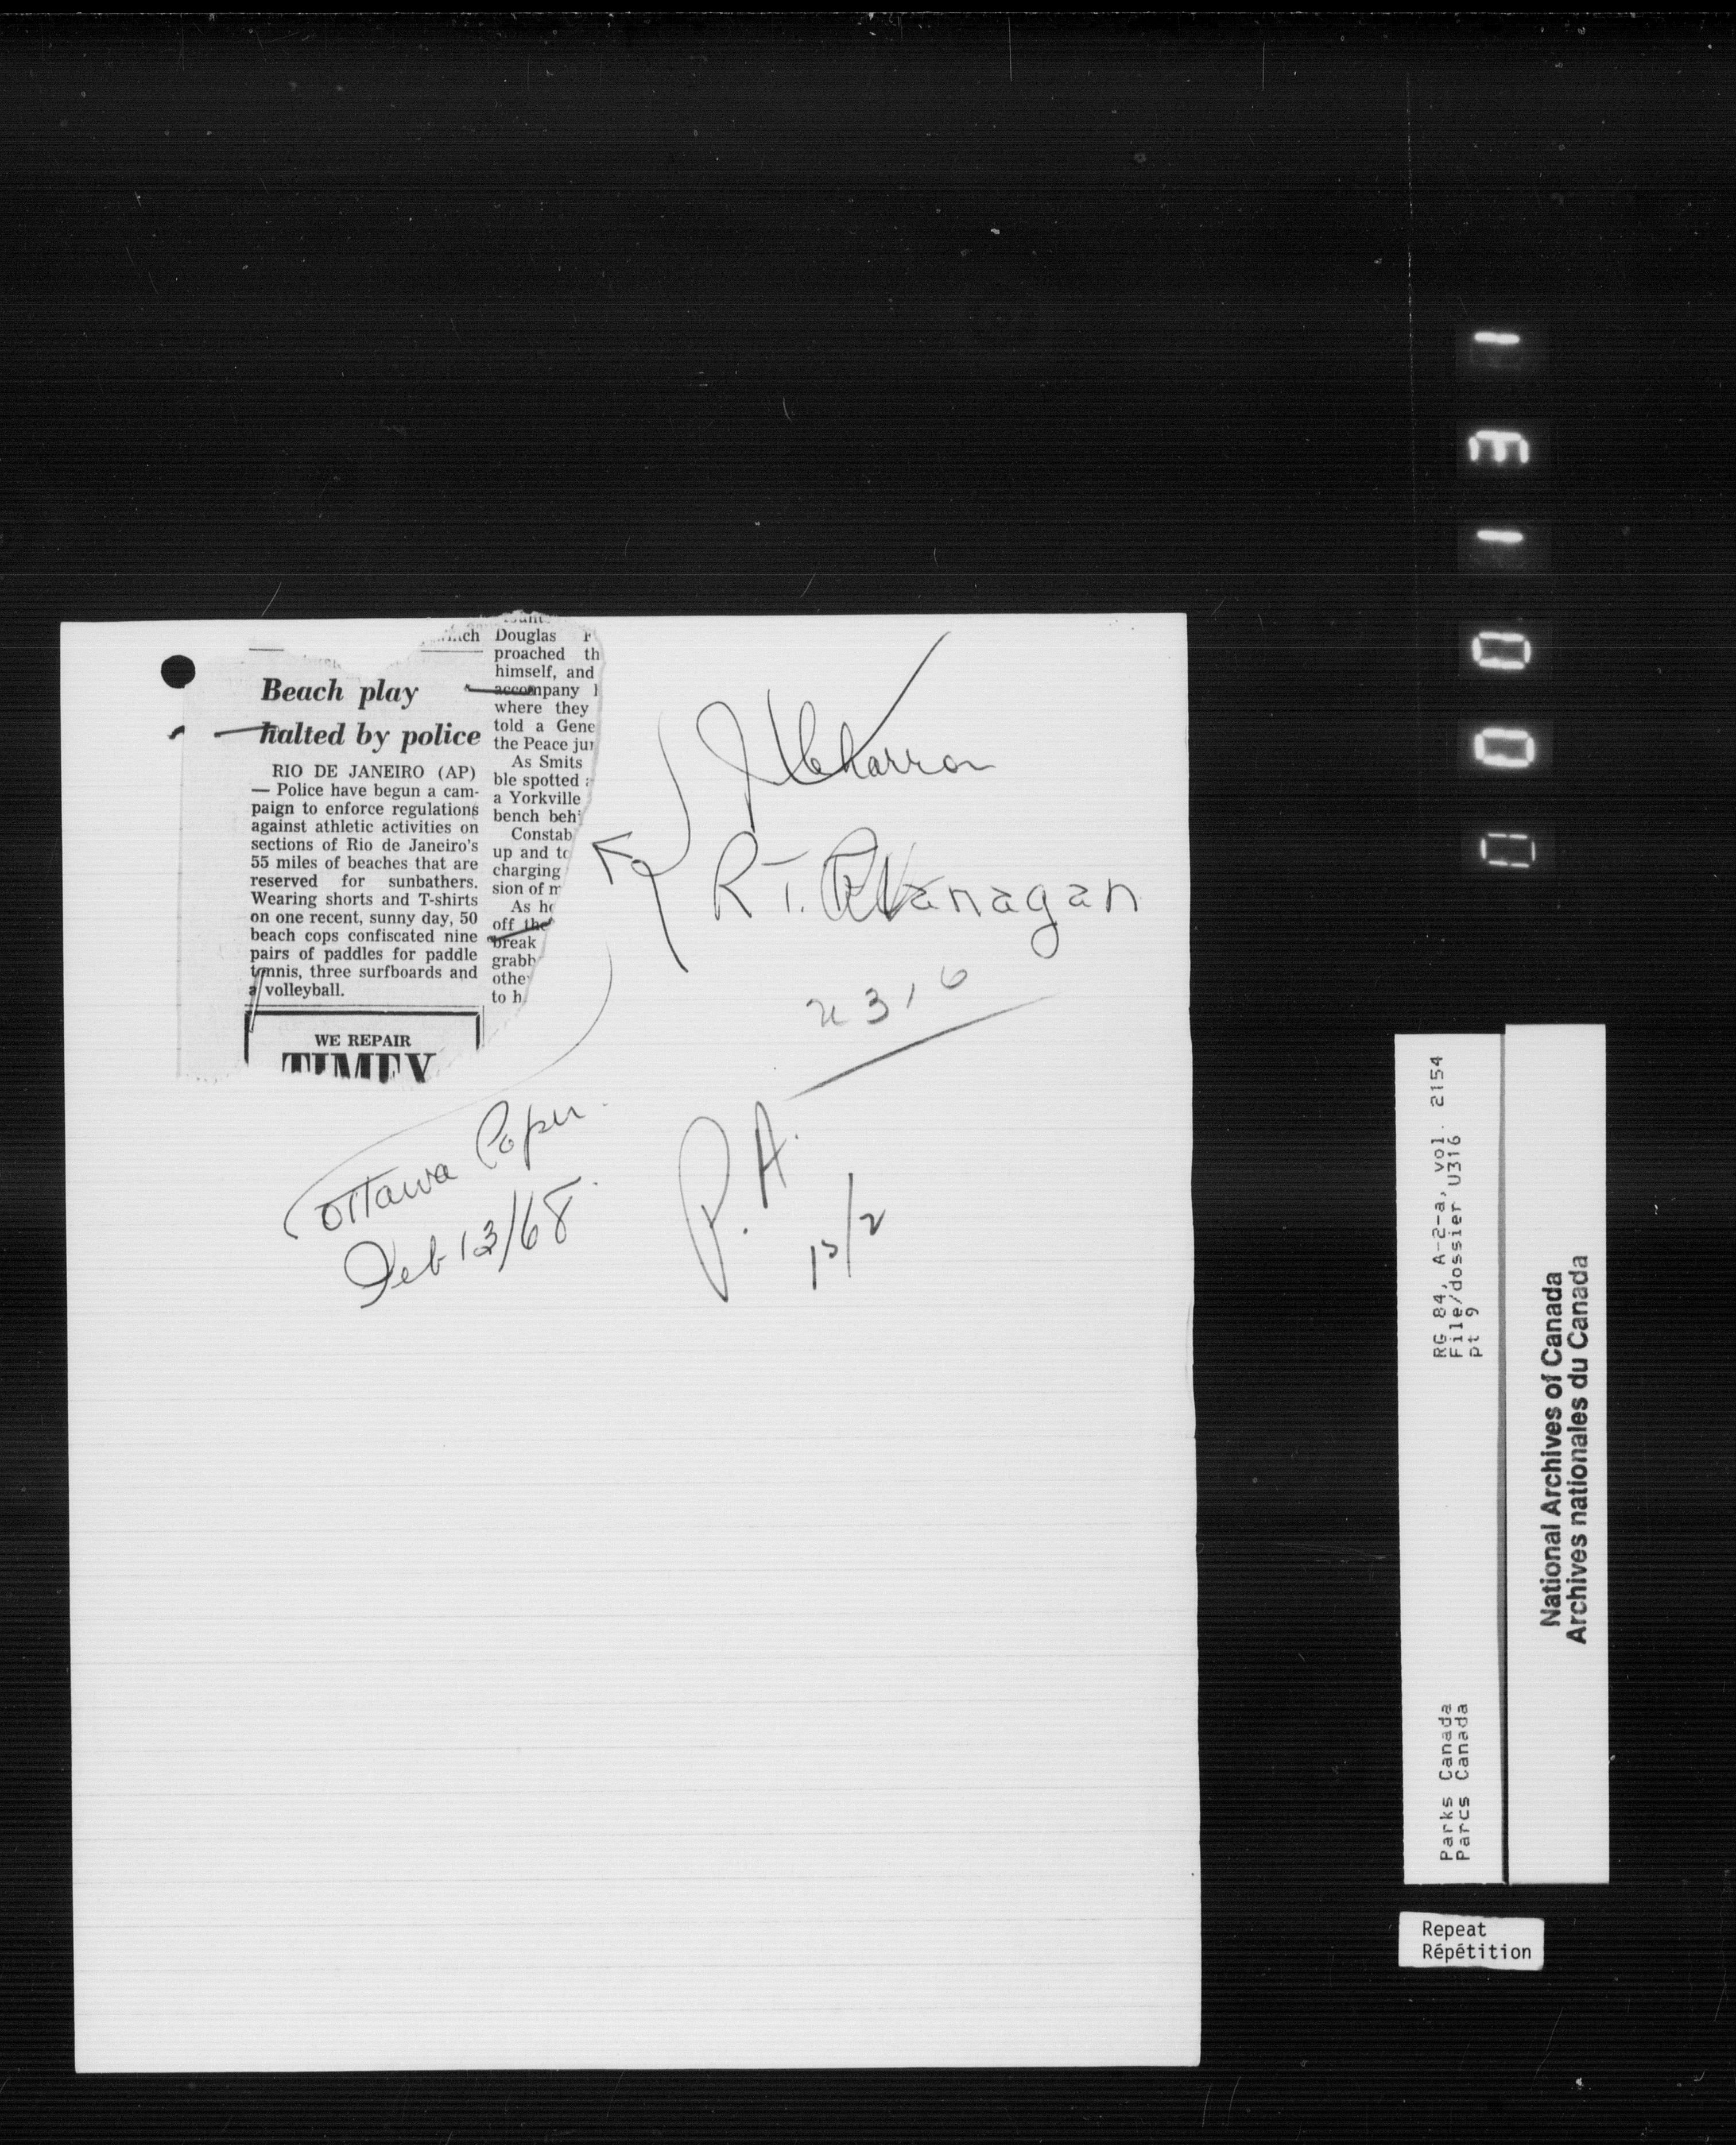 Beach play
halted by police
RIO DE JANEIRO (AP)
— Police have begun a cam-
paign to enforce regulations
against athletic activities on
sections of Rio de Janeiro's
55 miles of beaches that are
reserved for sunbathers.
Wearing shorts and T-shirts
on one recent, sunny day, 50
beach cops confiscated nine
pairs of paddles for paddle
tennis, three surfboards and
a volleyball.
WE REPAIR
TIMEX
Douglas r
proached th
himself, and
accompany l
where they
told a Gene
the Peace jur
As Smits
ble spotted
a Yorkville
bench behi
Constab
up and to
charging
sion of m
As he
off the
break
grabb
othe
to h
J Charron
R.T. Flanagan
U316
Ottawa Paper.
Feb 13/68.
P.A.
15/2
131000
RG 84, A-2-a, vol. 2154
File/dossier U316
pt 9
Parks Canada
Parcs Canada
National Archives of Canada
Archives nationales du Canada
Repeat
Répétition